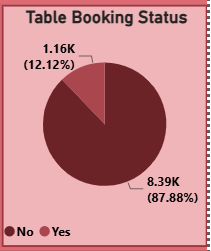 Table Booking Status
1.16K
(12.12%)
8.39K
(87.88%)
No Yes